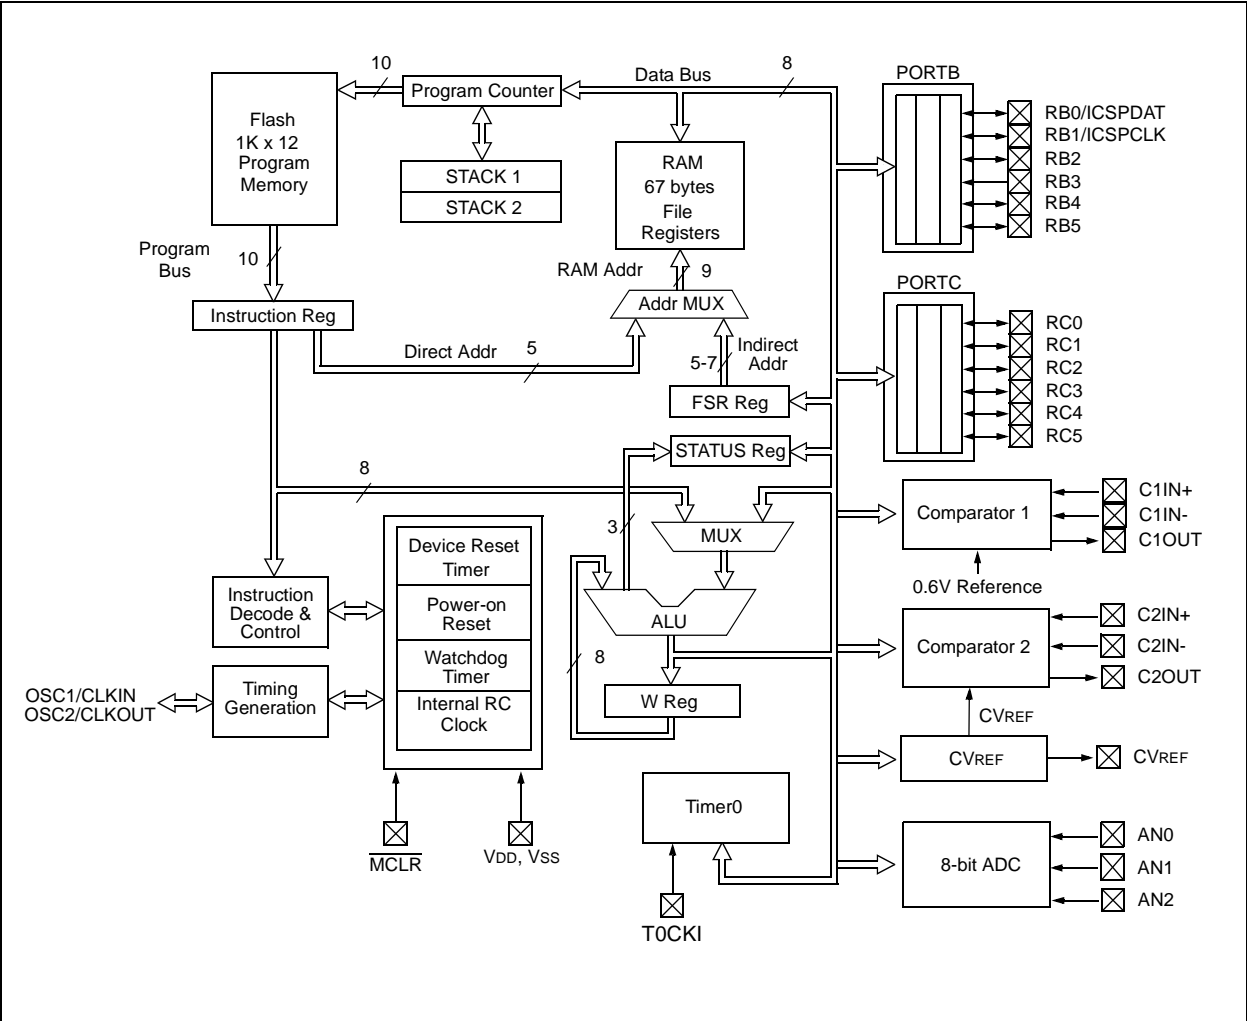 10
Data Bus
8
Flash
1K x 12
Program
Memory
Program Counter
STACK 1
STACK 2
RAM
67 bytes
File
Registers
Program
Bus
10
RAM Addr
9
Addr MUX
Instruction Reg
Direct Addr
5
5-7
Indirect
Addr
FSR Reg
STATUS Reg
8
3
MUX
ALU
8
W Reg
Device Reset
Timer
Power-on
Reset
Watchdog
Timer
Internal RC
Clock
Instruction
Decode &
Control
Timing
Generation
OSC1/CLKIN
OSC2/CLKOUT
MCLR
VDD, VSS
Timer0
T0CKI
PORTB
RB0/ICSPDAT
RB1/ICSPCLK
RB2
RB3
RB4
RB5
PORTC
RC0
RC1
RC2
RC3
RC4
RC5
Comparator 1
C1IN+
C1IN-
C1OUT
0.6V Reference
Comparator 2
C2IN+
C2IN-
C2OUT
CVREF
CVREF
CVREF
8-bit ADC
AN0
AN1
AN2